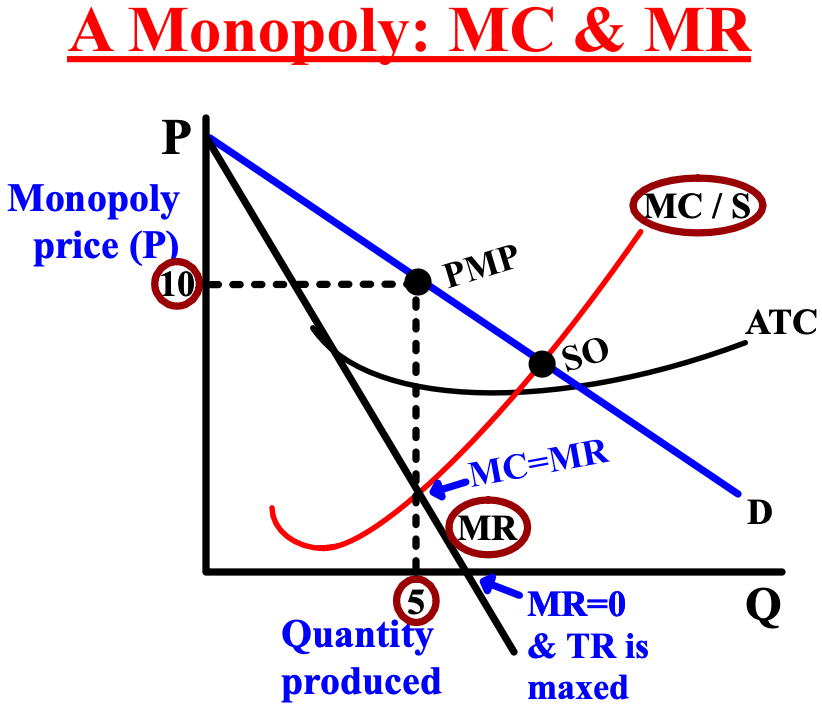 A Monopoly: MC & MR
P
Monopoly
price (P)
10
PMP
MC / S
ATC
SO
MC=MR
MR
D
5
Quantity
produced
MR=0
& TR is
maxed
Q